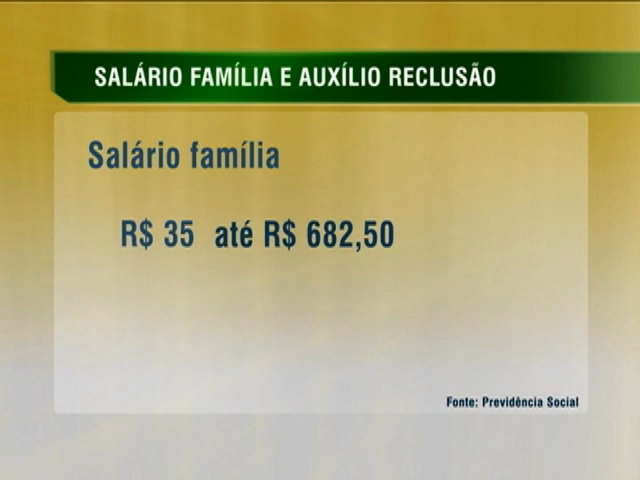 SALÁRIO FAMÍLIA E AUXÍLIO RECLUSÃO
Salário família
R$ 35 até R$ 682,50
Fonte: Previdência Social